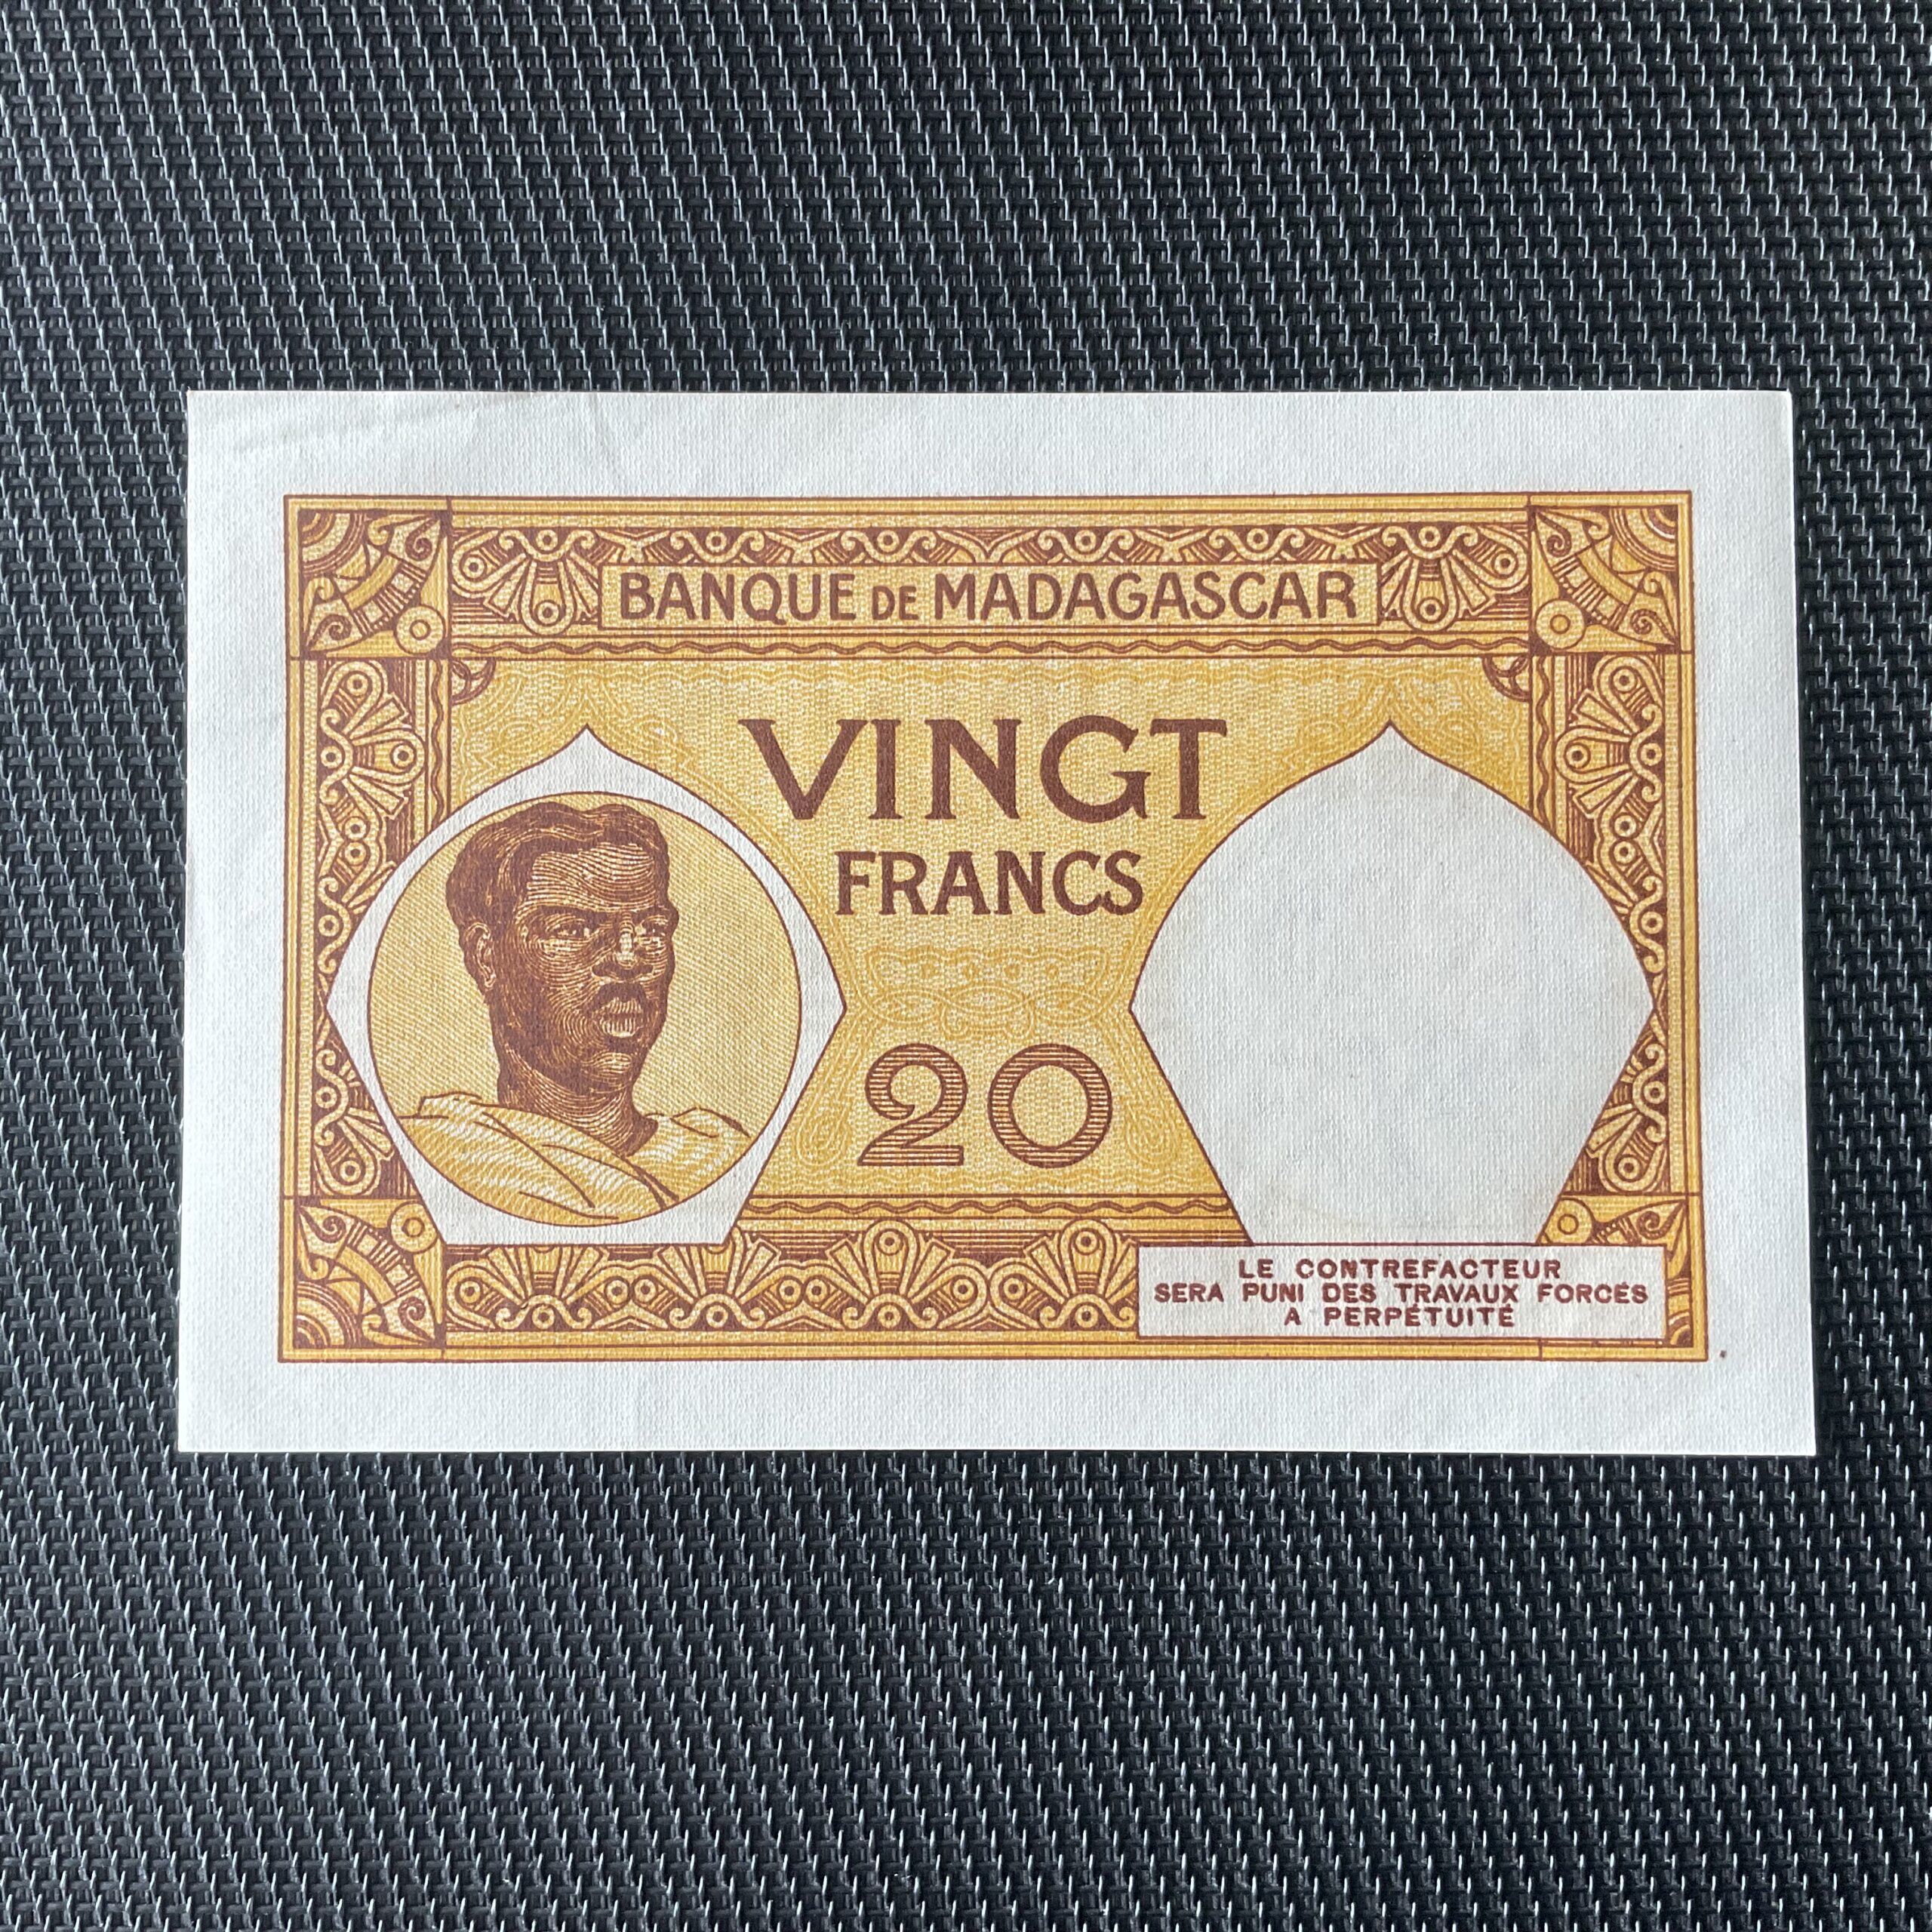 BANQUE DE MADAGASCAR
VINGT
FRANCS
20
LE CONTREFACTEUR
SERA PUNI DES TRAVAUX FORCÉS
A PERPÉTUITÉ